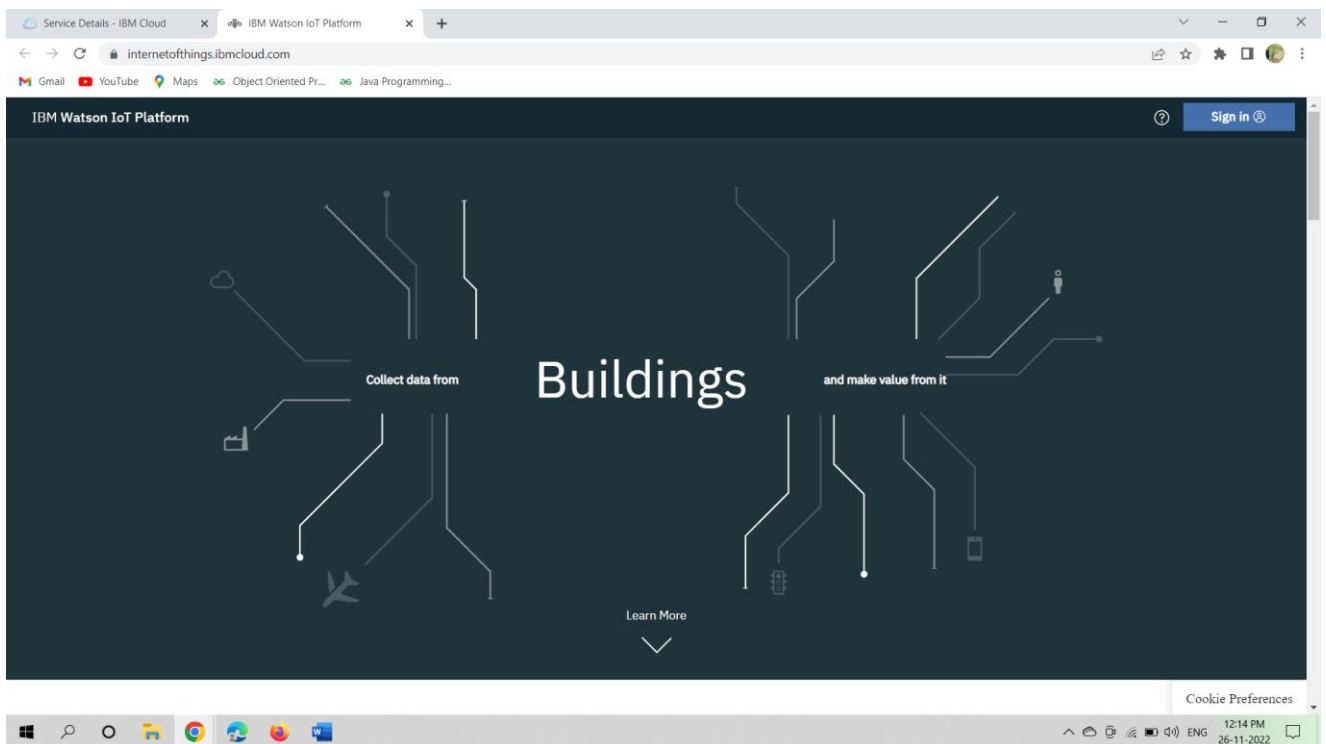 Service Details - IBM Cloud
IBM Watson IoT Platform
internetofthings.ibmcloud.com
Gmail YouTube Maps Object Oriented Pr... Java Programming...
IBM Watson IoT Platform
Sign in
Collect data from Buildings and make value from it
Learn More
Cookie Preferences
ENG
12:14 PM
26-11-2022